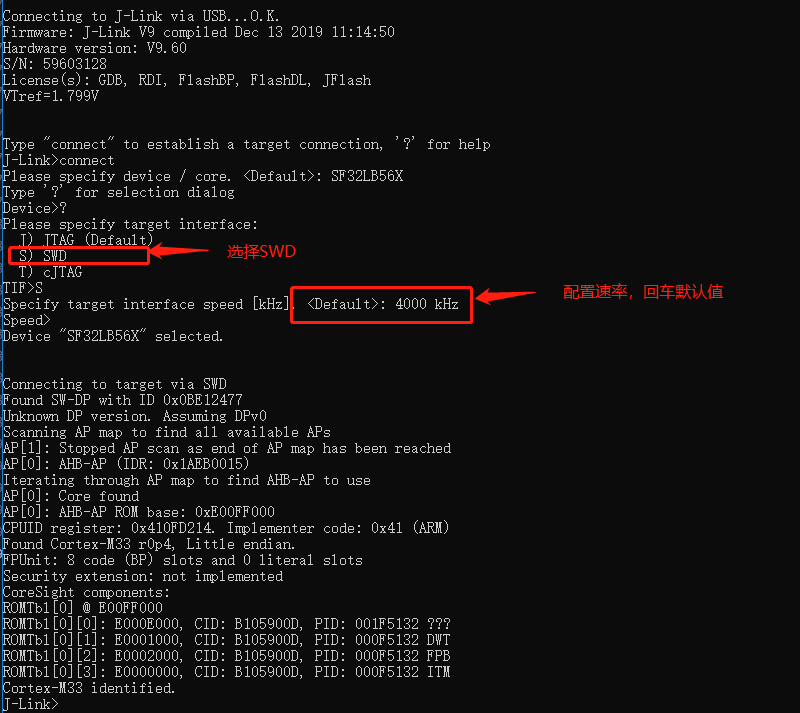 Connecting to J-Link via USB...O.K.
Firmware: J-Link V9 compiled Dec 13 2019 11:14:50
Hardware version: V9.60
S/N: 59603128
License(s): GDB, RDI, FlashBP, FlashDL, JFlash
VTref=1.799V
Type "connect" to establish a target connection, '?' for help
J-Link>connect
Please specify device / core. <Default>: SF32LB56X
Type '?' for selection dialog
Device>?
Please specify target interface:
J) JTAG (Default)
S) SWD 选择SWD
T) cJTAG
TIF>S
Specify target interface speed [kHz]. <Default>: 4000 kHz 配置速率，回车默认值
Speed>
Device "SF32LB56X" selected.
Connecting to target via SWD
Found SW-DP with ID 0x0BE12477
Unknown DP version. Assuming DPv0
Scanning AP map to find all available APs
AP[1]: Stopped AP scan as end of AP map has been reached
AP[0]: AHB-AP (IDR: 0x1AEB0015)
Iterating through AP map to find AHB-AP to use
AP[0]: Core found
AP[0]: AHB-AP ROM base: 0xE00FF000
CPUID register: 0x410FD214. Implementer code: 0x41 (ARM)
Found Cortex-M33 r0p4, Little endian.
FPUnit: 8 code (BP) slots and 0 literal slots
Security extension: not implemented
CoreSight components:
ROMTbl[0] @ E00FF000
ROMTbl[0][0]: E000E000, CID: B105900D, PID: 001F5132 ???
ROMTbl[0][1]: E0001000, CID: B105900D, PID: 000F5132 DWT
ROMTbl[0][2]: E0002000, CID: B105900D, PID: 000F5132 FPB
ROMTbl[0][3]: E0000000, CID: B105900D, PID: 000F5132 ITM
Cortex-M33 identified.
J-Link>